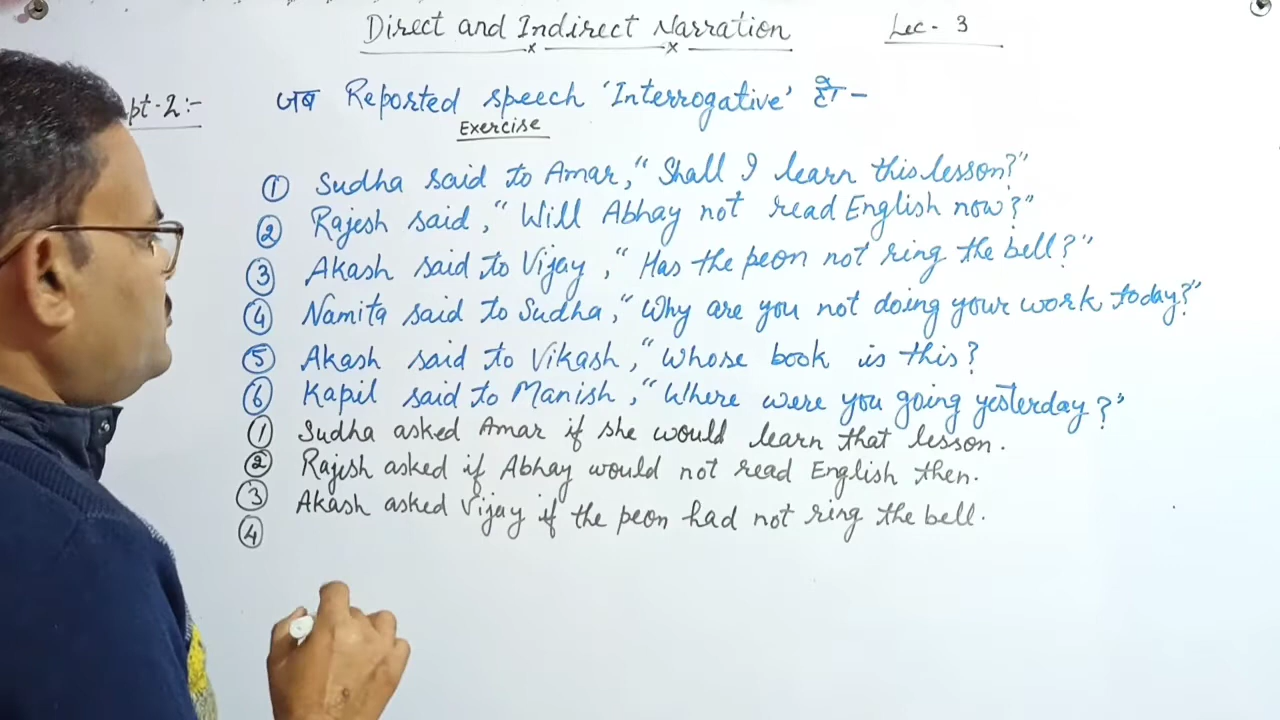 Direct and Indirect Narration
Lec - 3
pt-2:-
जब Reported speech 'Interrogative' हो -
Exercise
① Sudha said to Amar, "Shall I learn this lesson?"
② Rajesh said, "Will Abhay not read English now?"
③ Akash said to Vijay, "Has the peon not ring the bell?"
④ Namita said to Sudha, "Why are you not doing your work today?"
⑤ Akash said to Vikash, "Whose book is this?
⑥ Kapil said to Manish, "Where were you going yesterday?"
① Sudha asked Amar if she would learn that lesson.
② Rajesh asked if Abhay would not read English then.
③ Akash asked Vijay if the peon had not ring the bell.
④